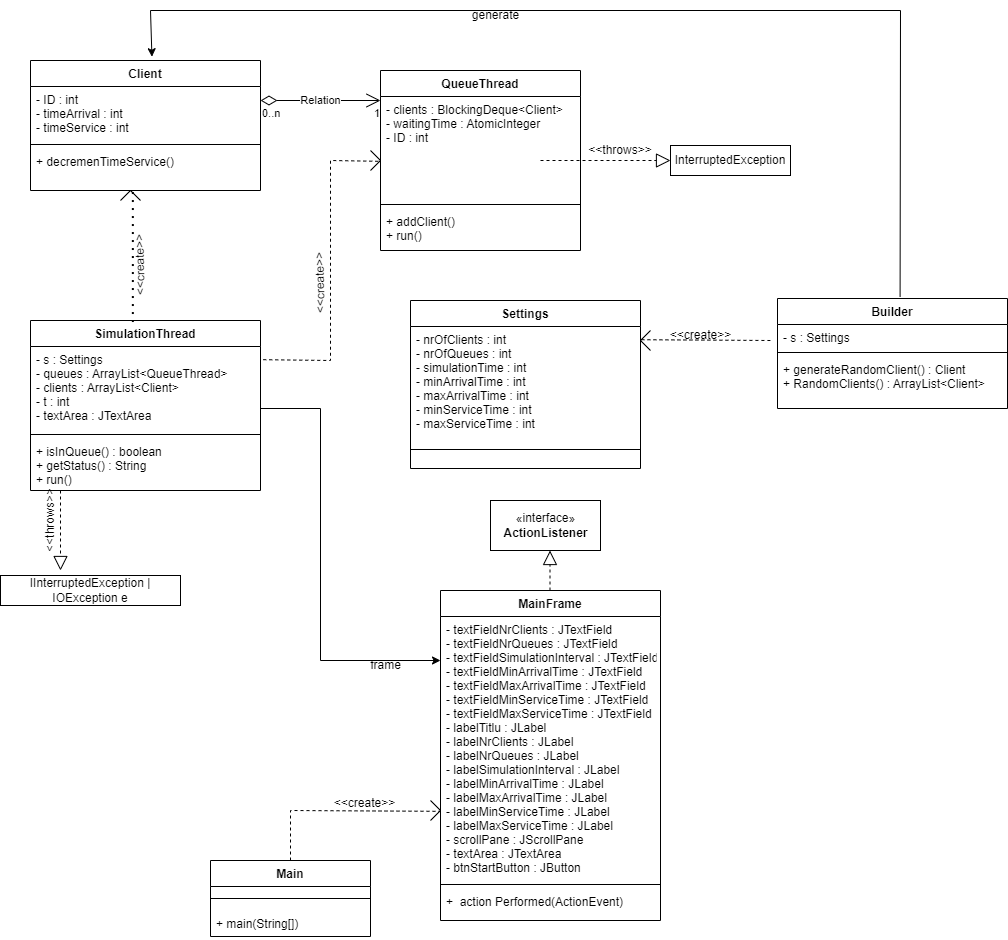 generate
Client
- ID : int
- timeArrival : int
- timeService : int
+ decremenTimeService()
Relation
0..n
1
QueueThread
- clients : BlockingDeque<Client>
- waitingTime : AtomicInteger
- ID : int
+ addClient()
+ run()
<<throws>>
InterruptedException
<<create>>
<<create>>
SimulationThread
- s : Settings
- queues : ArrayList<QueueThread>
- clients : ArrayList<Client>
- t : int
- textArea : JTextArea
+ isInQueue() : boolean
+ getStatus() : String
+ run()
Settings
- nrOfClients : int
- nrOfQueues : int
- simulationTime : int
- minArrivalTime : int
- maxArrivalTime : int
- minServiceTime : int
- maxServiceTime : int
<<create>>
Builder
- s : Settings
+ generateRandomClient() : Client
+ RandomClients() : ArrayList<Client>
<<throws>>
IInterruptedException |
IOException e
«interface»
ActionListener
frame
MainFrame
- textFieldNrClients : JTextField
- textFieldNrQueues : JTextField
- textFieldSimulationInterval : JTextField
- textFieldMinArrivalTime : JTextField
- textFieldMaxArrivalTime : JTextField
- textFieldMinServiceTime : JTextField
- textFieldMaxServiceTime : JTextField
- labelTitlu : JLabel
- labelNrClients : JLabel
- labelNrQueues : JLabel
- labelSimulationInterval : JLabel
- labelMinArrivalTime : JLabel
- labelMaxArrivalTime : JLabel
- labelMinServiceTime : JLabel
- labelMaxServiceTime : JLabel
- scrollPane : JScrollPane
- textArea : JTextArea
- btnStartButton : JButton
+ action Performed(ActionEvent)
<<create>>
Main
+ main(String[])